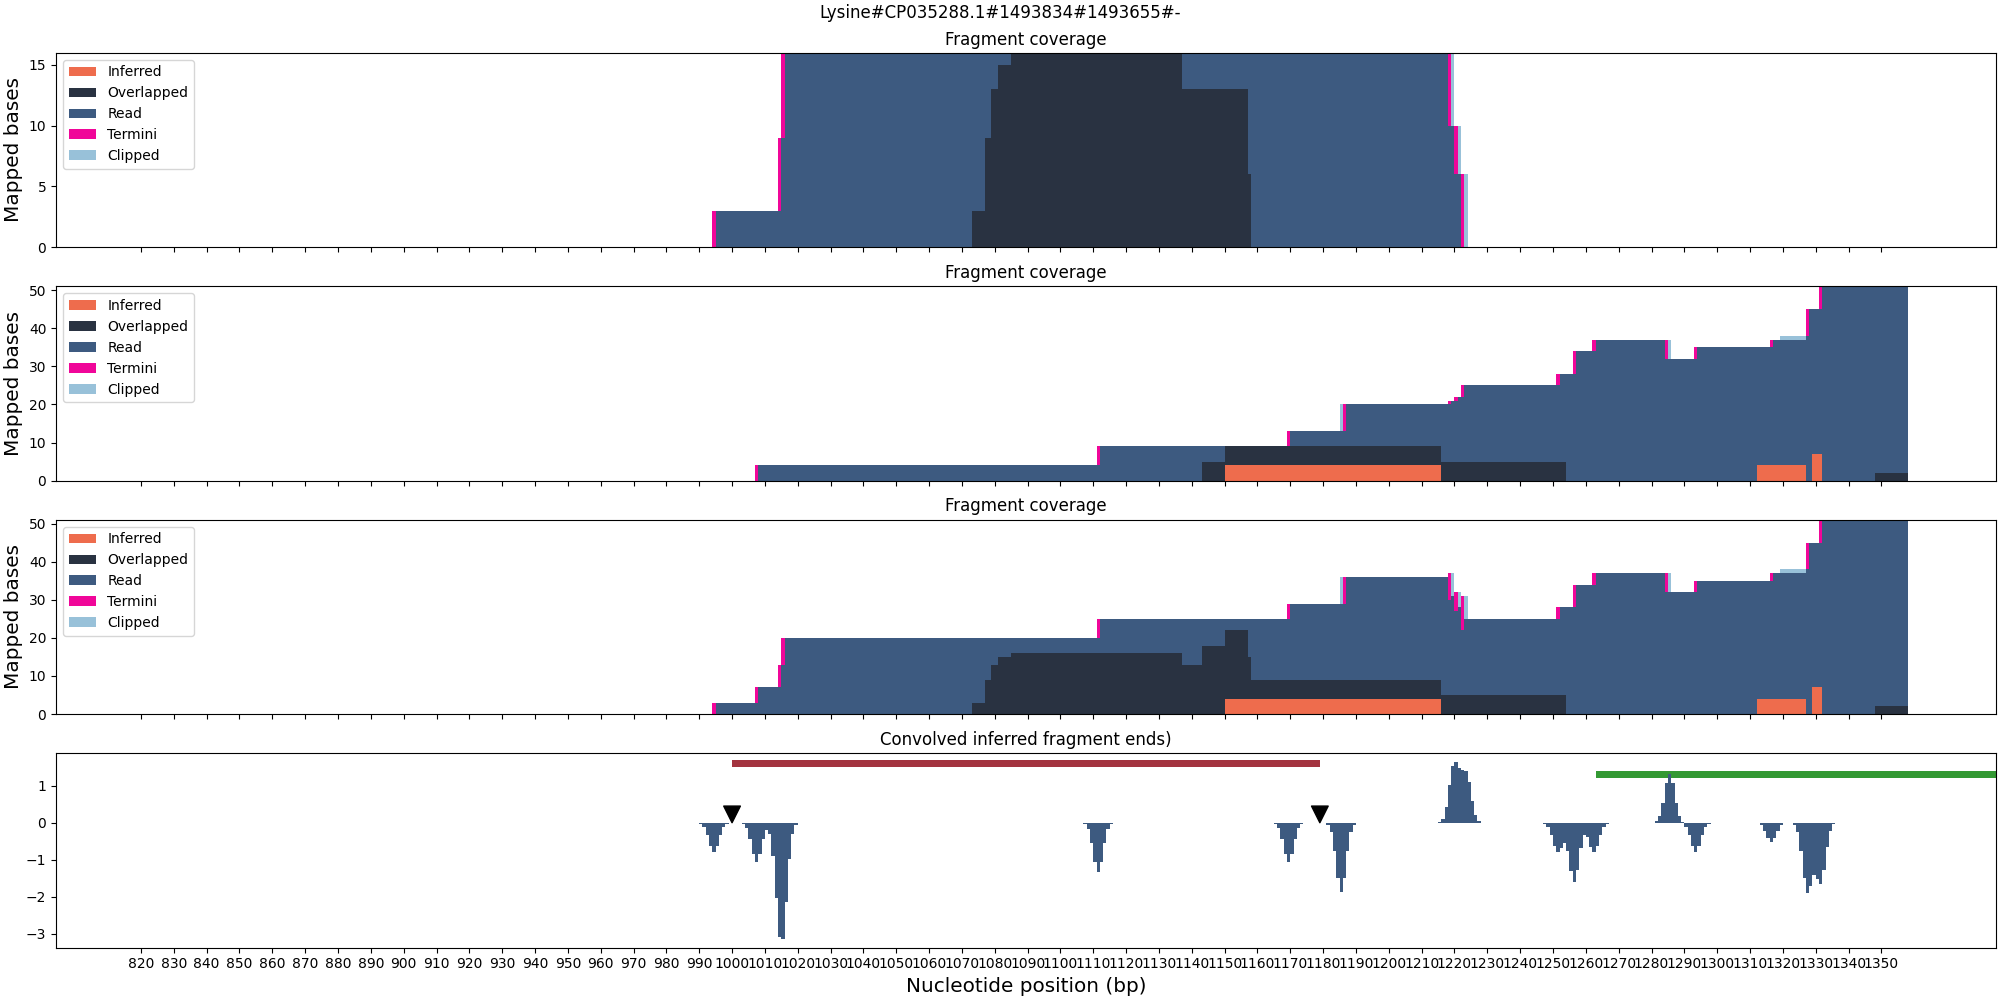 Lysine#CP035288.1#1493834#1493655#-
Fragment coverage
Mapped bases
15
10
5
0
Inferred
Overlapped
Read
Termini
Clipped
Fragment coverage
Mapped bases
50
40
30
20
10
0
Inferred
Overlapped
Read
Termini
Clipped
Fragment coverage
Mapped bases
50
40
30
20
10
0
Inferred
Overlapped
Read
Termini
Clipped
Convolved inferred fragment ends)
1
0
−1
−2
−3
820 830 840 850 860 870 880 890 900 910 920 930 940 950 960 970 980 990 1000 1010 1020 1030 1040 1050 1060 1070 1080 1090 1100 1110 1120 1130 1140 1150 1160 1170 1180 1190 1200 1210 1220 1230 1240 1250 1260 1270 1280 1290 1300 1310 1320 1330 1340 1350
Nucleotide position (bp)